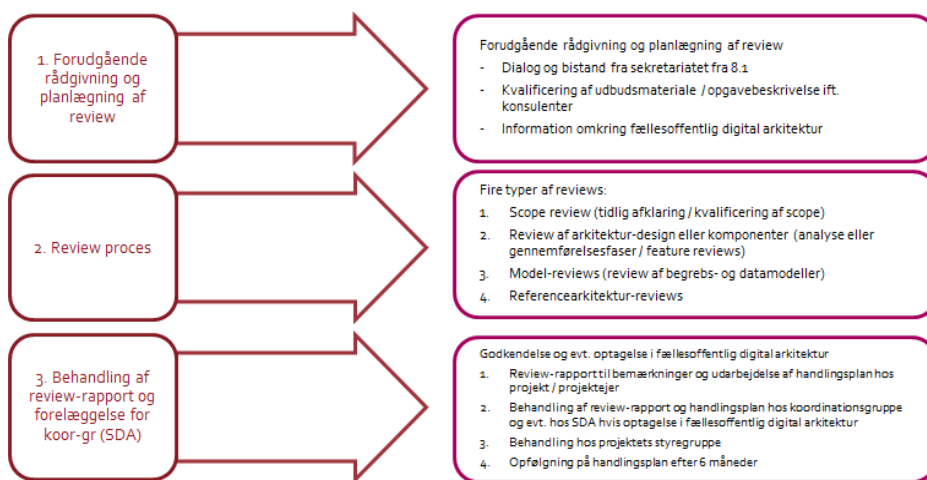 1. Forudgående
rådgivning og
planlægning af
review
Forudgående rådgivning og planlægning af review
- Dialog og bistand fra sekretariatet fra 8.1
- Kvalificering af udbudsmateriale / opgavebeskrivelse ift.
konsulenter
- Information omkring fællesoffentlig digital arkitektur
2. Review proces
Fire typer af reviews:
1. Scope review (tidlig afklaring / kvalificering af scope)
2. Review af arkitektur-design eller komponenter (analyse eller
gennemførelsesfaser / feature reviews)
3. Model-reviews (review af begrebs- og datamodeller)
4. Referencearkitektur-reviews
3. Behandling af
review-rapport og
forelæggelse for
koor-gr (SDA)
Godkendelse og evt. optagelse i fællesoffentlig digital arkitektur
1. Review-rapport til bemærkninger og udarbejdelse af handlingsplan hos
projekt / projektejer
2. Behandling af review-rapport og handlingsplan hos koordinationsgruppe
og evt. hos SDA hvis optagelse i fællesoffentlig digital arkitektur
3. Behandling hos projektets styregruppe
4. Opfølgning på handlingsplan efter 6 måneder